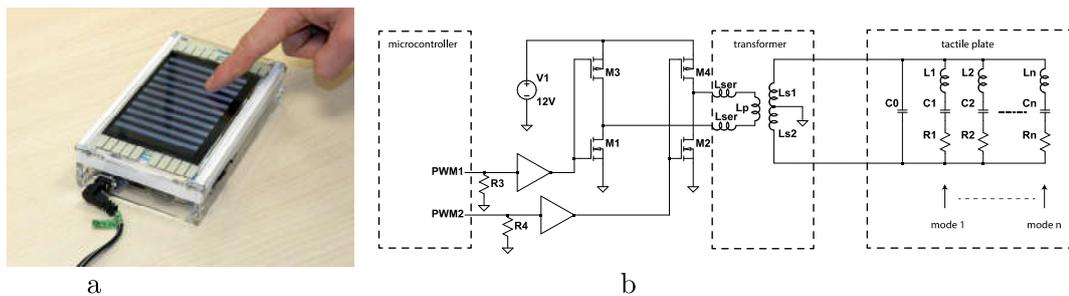 microcontroller
transformer
tactile plate
V1
12V
M3
M4
M1
M2
Lser
Lp
Lser
Ls1
Ls2
C0
L1
L2
Ln
C1
C2
Cn
R1
R2
Rn
PWM1
R3
PWM2
R4
mode 1
mode n
a
b